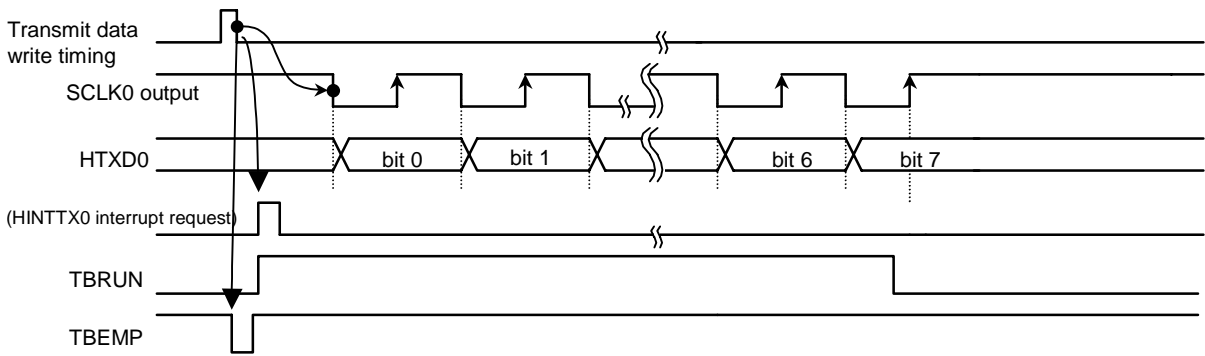 Transmit data
write timing
SCLK0 output
HTXD0
bit 0
bit 1
bit 6
bit 7
(HINTTX0 interrupt request)
TBRUN
TBEMP